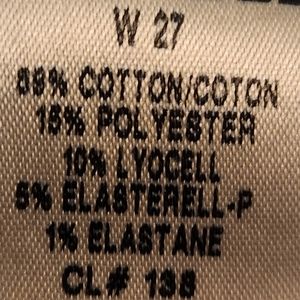 W 27
69% COTTON/COTON
15% POLYESTER
10% LYOCELL
5% ELASTERELL-P
1% ELASTANE
CL# 138